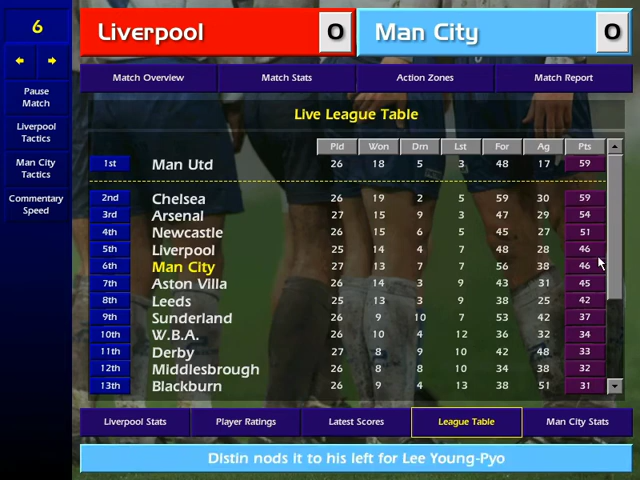 6
Liverpool 0 Man City 0
Match Overview Match Stats Action Zones Match Report
Pause Match
Liverpool Tactics
Man City Tactics
Commentary Speed
Live League Table
Pld Won Drn Lst For Ag Pts
1st Man Utd 26 18 5 3 48 17 59
2nd Chelsea 26 19 2 5 59 30 59
3rd Arsenal 27 15 9 3 47 29 54
4th Newcastle 26 15 6 5 45 27 51
5th Liverpool 25 14 4 7 48 28 46
6th Man City 27 13 7 7 56 38 46
7th Aston Villa 26 14 3 9 43 31 45
8th Leeds 25 13 3 9 38 25 42
9th Sunderland 26 9 10 7 53 42 37
10th W.B.A. 26 10 4 12 36 32 34
11th Derby 27 8 9 10 42 48 33
12th Middlesbrough 26 8 8 10 34 38 32
13th Blackburn 26 9 4 13 38 51 31
Liverpool Stats Player Ratings Latest Scores League Table Man City Stats
Distin nods it to his left for Lee Young-Pyo